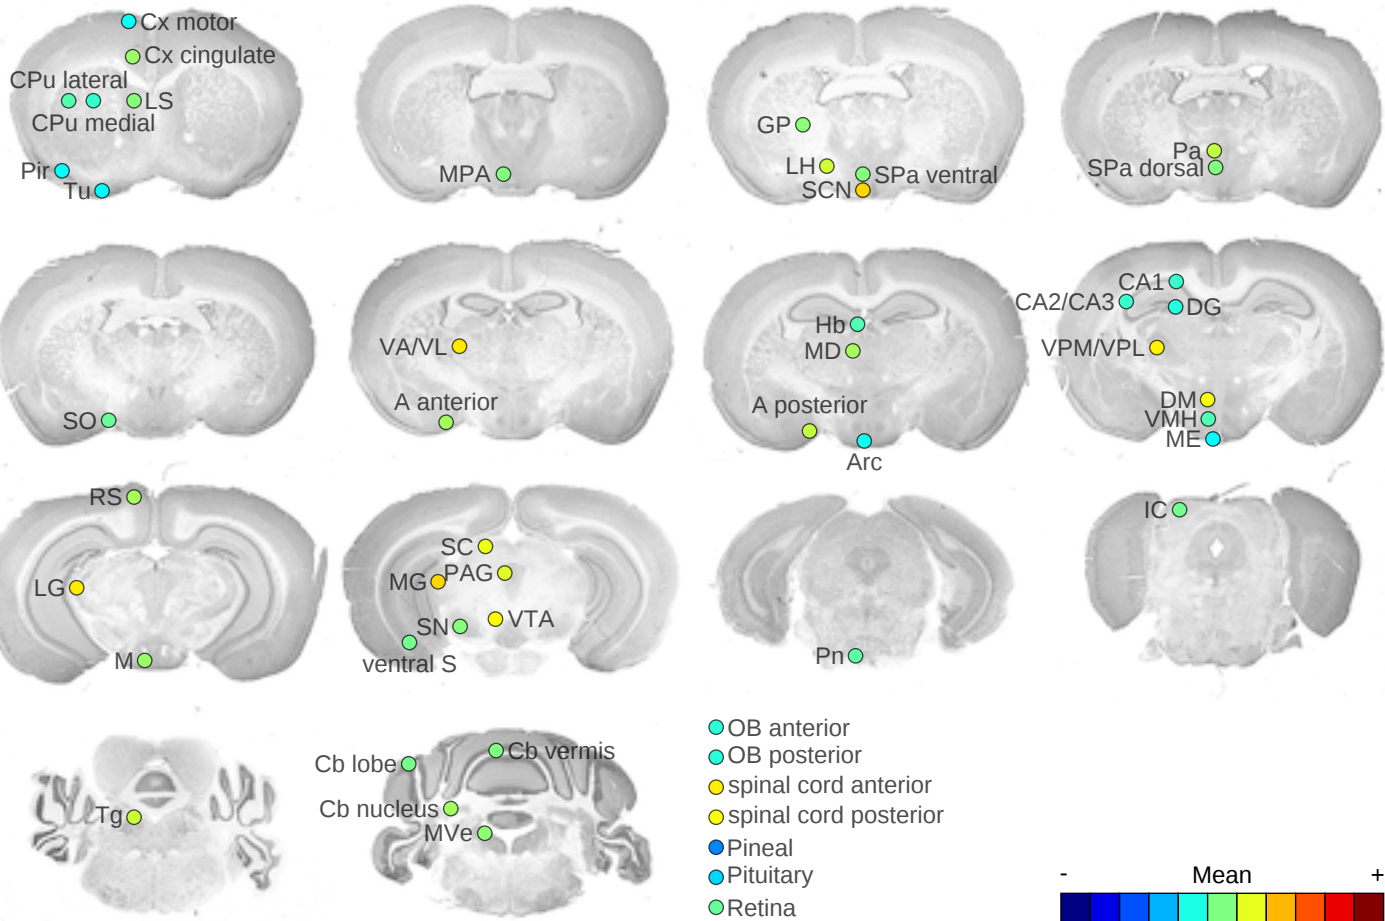 Cx motor
Cx cingulate
CPu lateral
LS
CPu medial
Pir
Tu
MPA
GP
LH
SPa ventral
SCN
Pa
SPa dorsal
SO
VA/VL
A anterior
Hb
MD
A posterior
Arc
CA1
CA2/CA3
DG
VPM/VPL
DM
VMH
ME
RS
LG
M
SC
MG
PAG
SN
VTA
ventral S
Pn
IC
Tg
Cb lobe
Cb vermis
Cb nucleus
MVe
OB anterior
OB posterior
spinal cord anterior
spinal cord posterior
Pineal
Pituitary
Retina
- Mean +